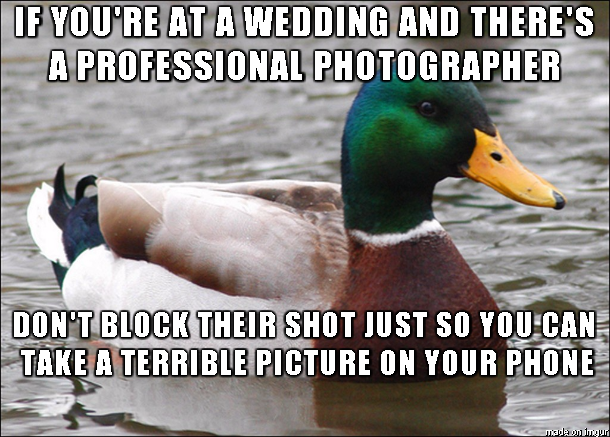 IF YOU'RE AT A WEDDING AND THERE'S
A PROFESSIONAL PHOTOGRAPHER
DON'T BLOCK THEIR SHOT JUST SO YOU CAN
TAKE A TERRIBLE PICTURE ON YOUR PHONE
made on imgur